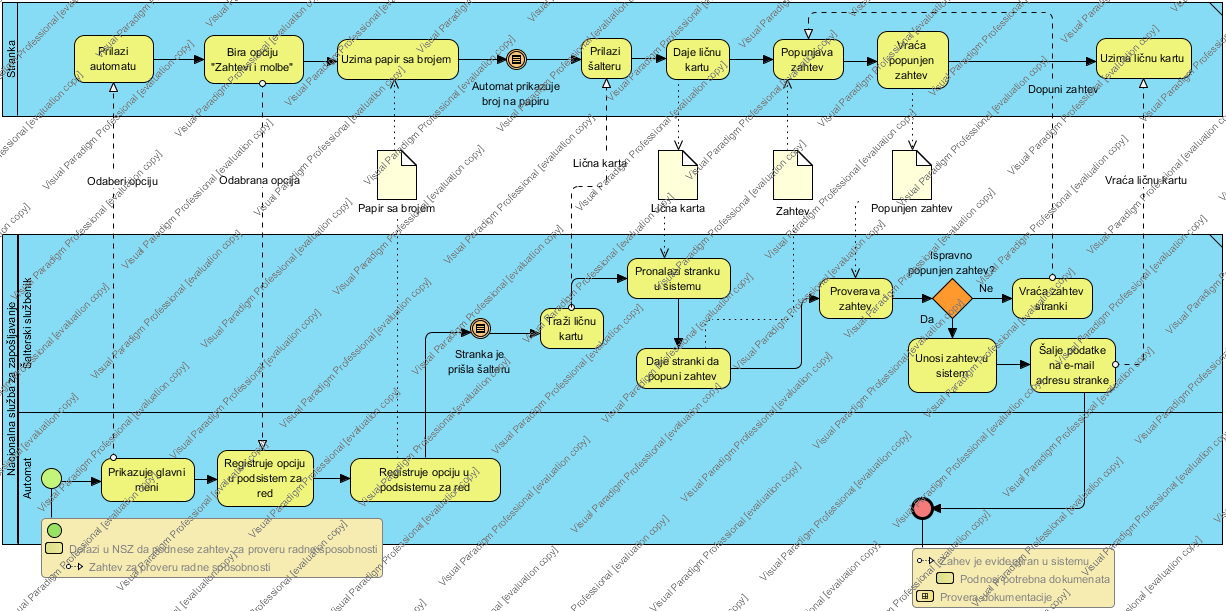 Stranka
Prilazi
automatu
Bira opciju
"Zahtevi i molbe"
Uzima papir sa brojem
Automat prikazuje
broj na papiru
Prilazi
šalteru
Daje ličnu
kartu
Popunjava
zahtev
Vraća
popunjen
zahtev
Uzima ličnu kartu
Dopuni zahtev
Odaberi opciju
Odabrana opcija
Papir sa brojem
Lična karta
Lična karta
Zahtev
Popunjen zahtev
Vraća ličnu kartu
Nacionalna služba za zapošljavanje
Šalterski službenik
Stranka je
prišla šalteru
Traži ličnu
kartu
Pronalazi stranku
u sistemu
Daje stranki da
popuni zahtev
Proverava
zahtev
Ispravno
popunjen zahtev?
Ne
Da
Vraća zahtev
stranki
Unosi zahtev u
sistem
Šalje podatke
na e-mail
adresu stranke
Automat
Prikazuje glavni
meni
Registruje opciju
u podsistem za
red
Registruje opciju u
podsistemu za red
Dolazi u NSZ da podnese zahtev za proveru radne sposobnosti
Zahtev za proveru radne sposobnosti
Zahev je evidentiran u sistemu
Podnosi potrebna dokumenata
Provera dokumentacije
Visual Paradigm Professional [evaluation copy]